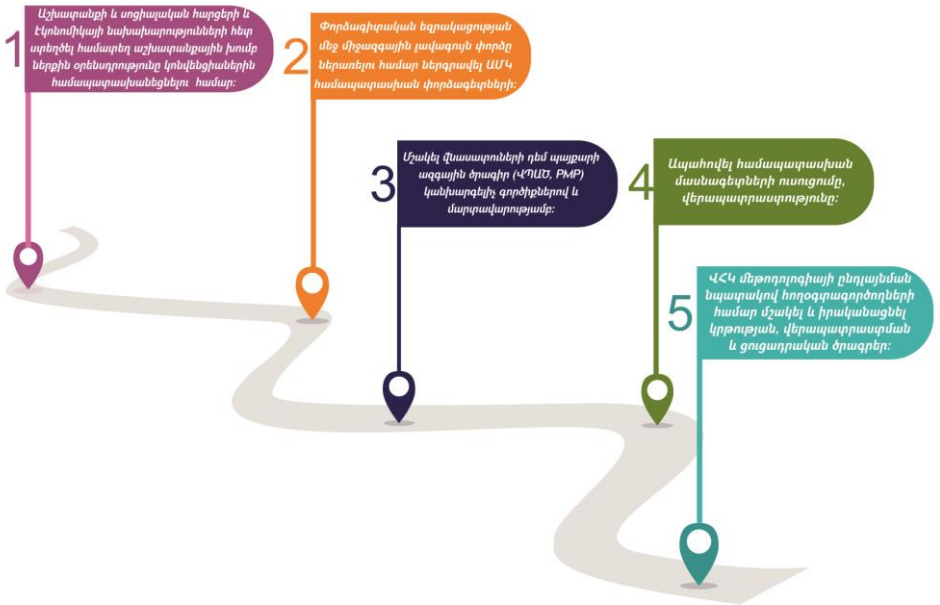 1
Աշխատանքի և սոցիալական հարցերի և
էկոնոմիկայի նախարարությունների հետ
ստեղծել համատեղ աշխատանքային խումբ
ներքին օրենսդրությունը կոնվենցիաներին
համապատասխանեցնելու համար:
2
Փորձագիտական եզրակացության
մեջ միջազգային լավագույն փորձը
ներառելու համար ներգրավել ԱՄԿ
համապատասխան փորձագետների:
3
Մշակել վնասատուների դեմ պայքարի
ազգային ծրագիր (ՎՊԱԾ, PMP)
կանխարգելիչ գործիքներով և
մարտավարությամբ:
4
Ապահովել համապատասխան
մասնագետների ուսուցումը,
վերապատրաստությունը:
5
ՎՀԿ մեթոդոլոգիայի ընդլայնման
նպատակով հողօգտագործողների
համար մշակել և իրականացնել
կրթության, վերապատրաստման
և ցուցադրական ծրագրեր: